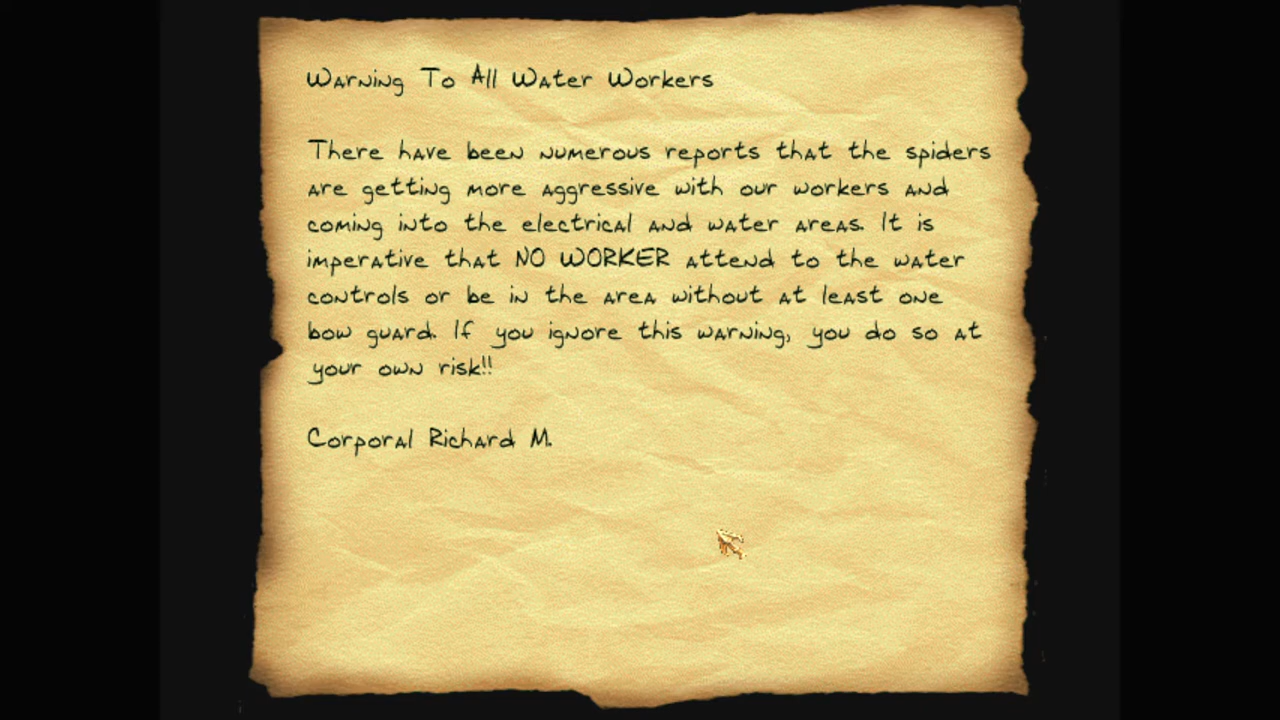 Warning To All Water Workers
There have been numerous reports that the spiders
are getting more aggressive with our workers and
coming into the electrical and water areas. It is
imperative that NO WORKER attend to the water
controls or be in the area without at least one
bow guard. If you ignore this warning, you do so at
your own risk!!
Corporal Richard M.